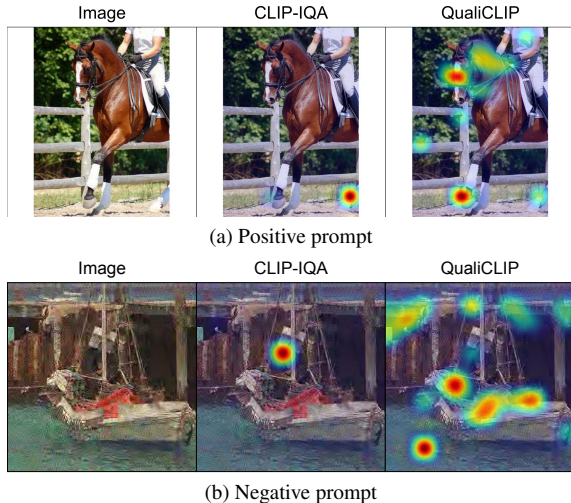 Image CLIP-IQA QualiCLIP
(a) Positive prompt
Image CLIP-IQA QualiCLIP
(b) Negative prompt